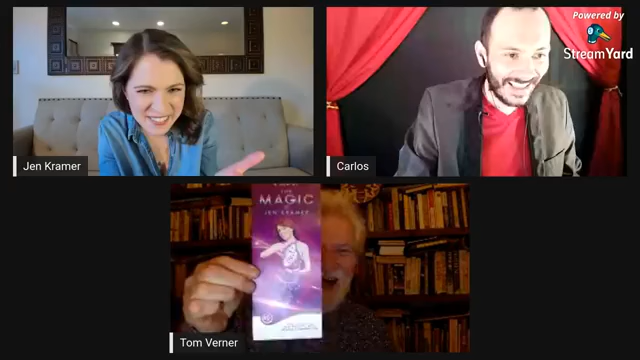 Powered by
StreamYard
Jen Kramer
Carlos
THE
MAGIC
JEN KRAMER
Tom Verner